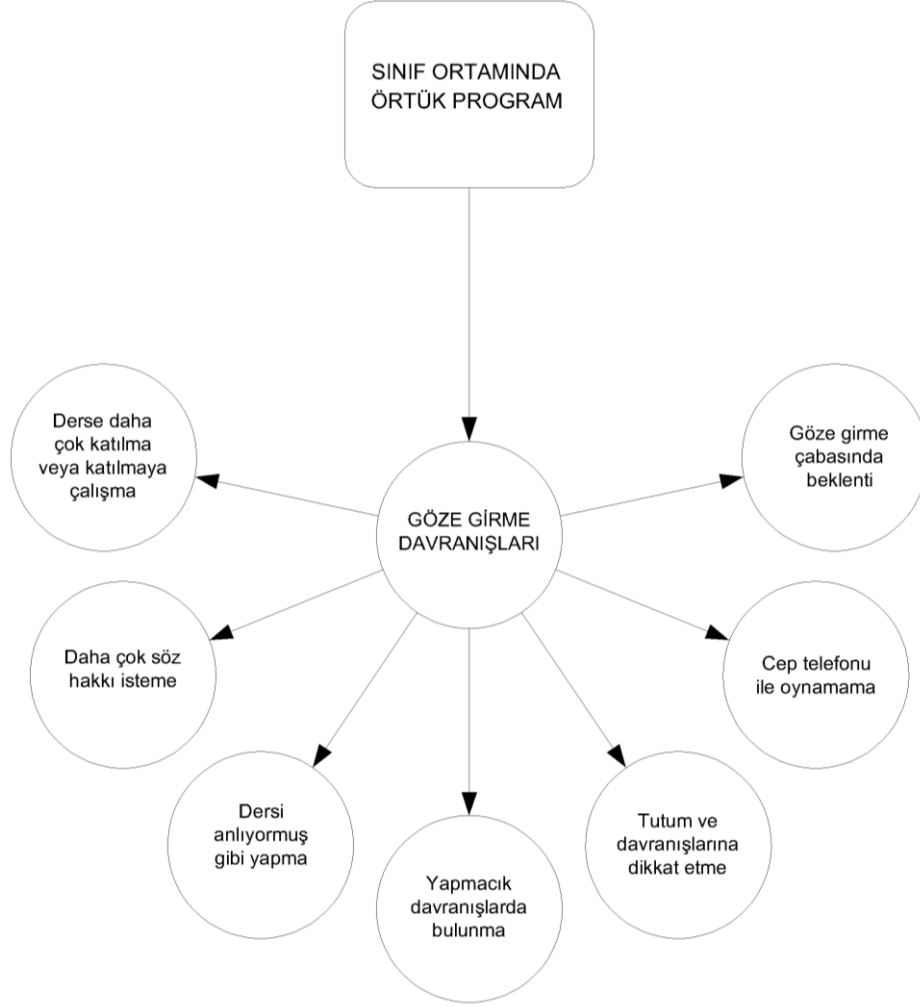 SINIF ORTAMINDA
ÖRTÜK PROGRAM
Derse daha
çok katılma
veya katılmaya
çalışma
Göze girme
çabasında
beklenti
GÖZE GİRME
DAVRANIŞLARI
Daha çok söz
hakkı isteme
Cep telefonu
ile oynamama
Dersi
anlıyormuş
gibi yapma
Yapmacık
davranışlarda
bulunma
Tutum ve
davranışlarına
dikkat etme